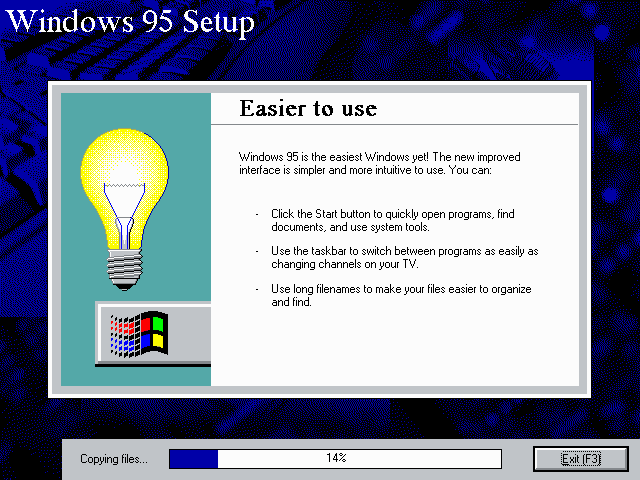 Windows 95 Setup
Easier to use
Windows 95 is the easiest Windows yet! The new improved
interface is simpler and more intuitive to use. You can:
- Click the Start button to quickly open programs, find
documents, and use system tools.
- Use the taskbar to switch between programs as easily as
changing channels on your TV.
- Use long filenames to make your files easier to organize
and find.
Copying files...
14%
Exit (F3)